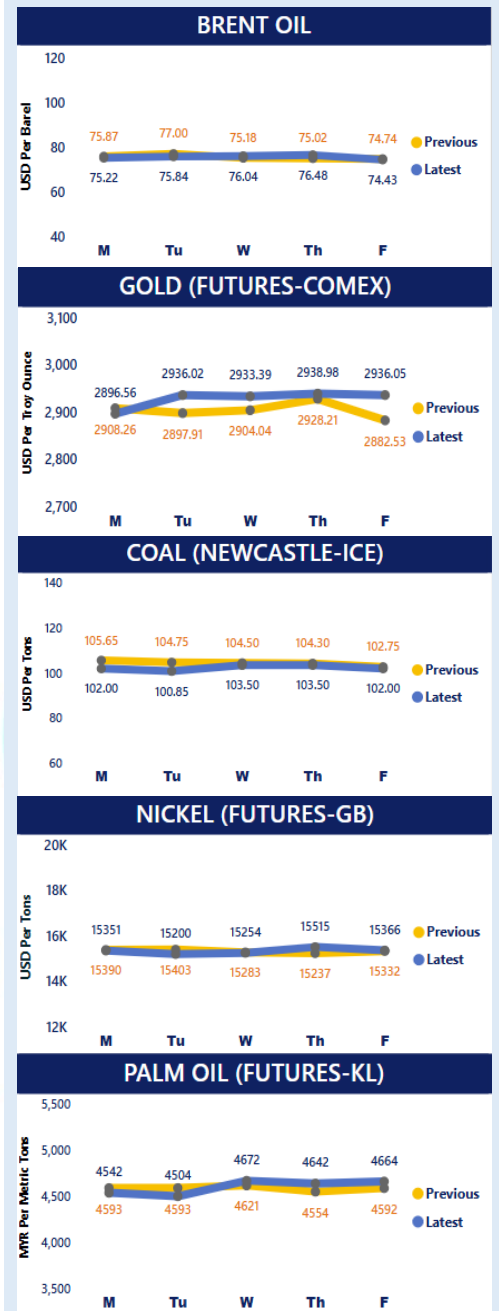 BRENT OIL
120
100
80
60
40
USD Per Barel
75.87 77.00 75.18 75.02 74.74
75.22 75.84 76.04 76.48 74.43
Previous
Latest
M Tu W Th F
GOLD (FUTURES-COMEX)
3,100
3,000
2,900
2,800
2,700
USD Per Troy Ounce
2896.56 2936.02 2933.39 2938.98 2936.05
2908.26 2897.91 2904.04 2928.21 2882.53
Previous
Latest
M Tu W Th F
COAL (NEWCASTLE-ICE)
140
120
100
80
60
USD Per Tons
105.65 104.75 104.50 104.30 102.75
102.00 100.85 103.50 103.50 102.00
Previous
Latest
M Tu W Th F
NICKEL (FUTURES-GB)
20K
18K
16K
14K
12K
USD Per Tons
15351 15200 15254 15515 15366
15390 15403 15283 15237 15332
Previous
Latest
M Tu W Th F
PALM OIL (FUTURES-KL)
5,500
5,000
4,500
4,000
3,500
MYR Per Metric Tons
4542 4504 4672 4642 4664
4593 4593 4621 4554 4592
Previous
Latest
M Tu W Th F